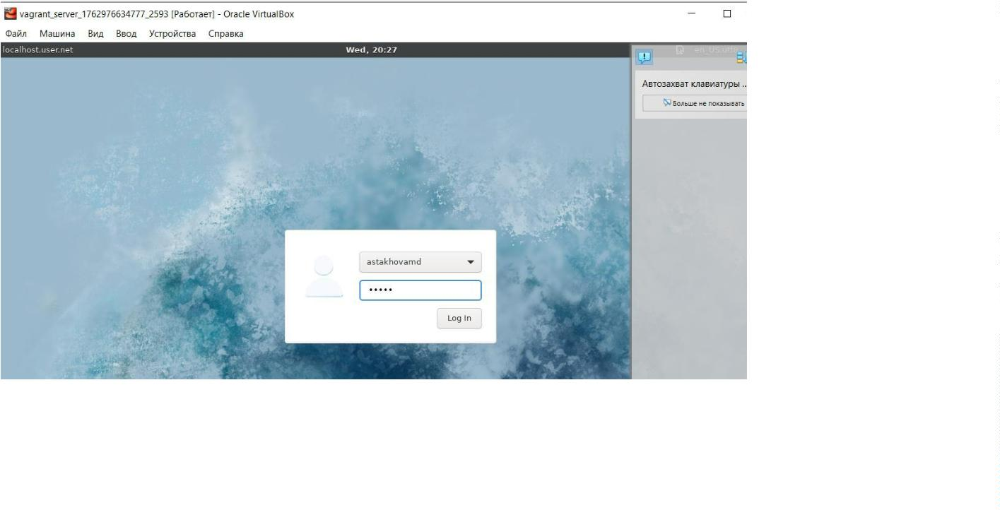 vagrant_server_1762976634777_2593 [Работает] - Oracle VirtualBox
Файл Машина Вид Ввод Устройства Справка
localhost.user.net Wed, 20:27 en_US.utf8
Автозахват клавиатуры ...
Больше не показывать
astakhovamd
•••••
Log In